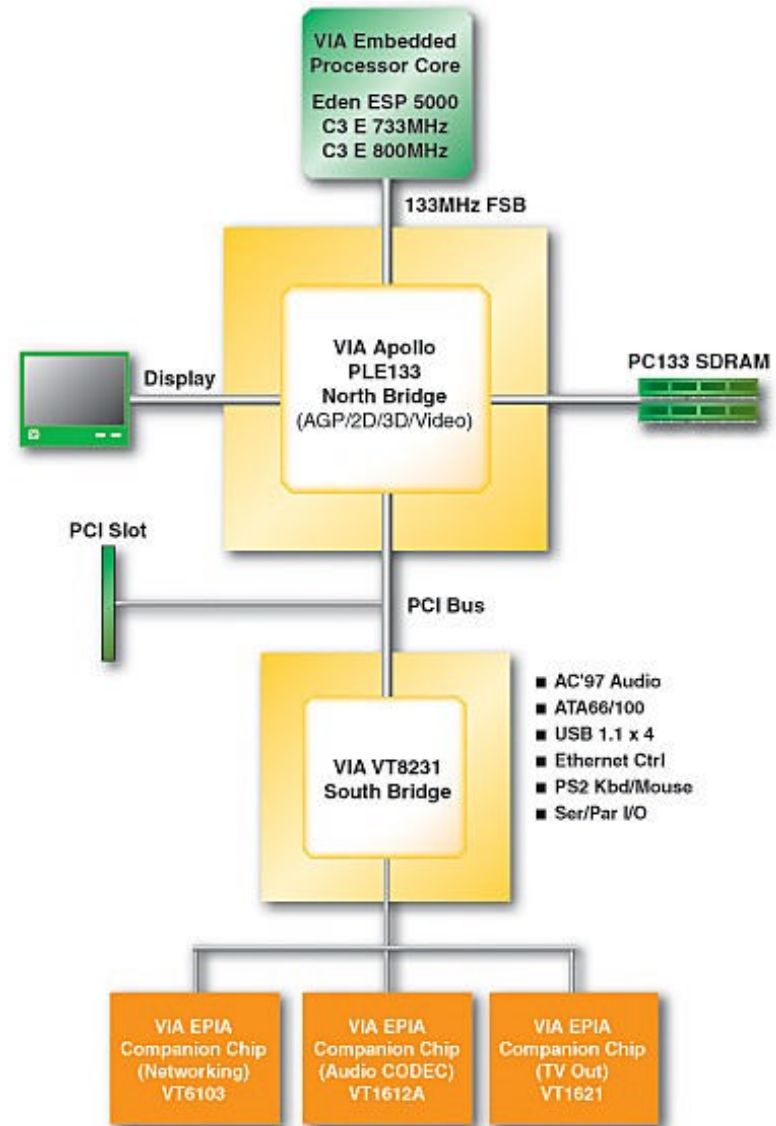 VIA Embedded
Processor Core
Eden ESP 5000
C3 E 733MHz
C3 E 800MHz
133MHz FSB
VIA Apollo
PLE133
North Bridge
(AGP/2D/3D/Video)
Display
PC133 SDRAM
PCI Slot
PCI Bus
VIA VT8231
South Bridge
■ AC'97 Audio
■ ATA66/100
■ USB 1.1 x 4
■ Ethernet Ctrl
■ PS2 Kbd/Mouse
■ Ser/Par I/O
VIA EPIA
Companion Chip
(Networking)
VT6103
VIA EPIA
Companion Chip
(Audio CODEC)
VT1612A
VIA EPIA
Companion Chip
(TV Out)
VT1621